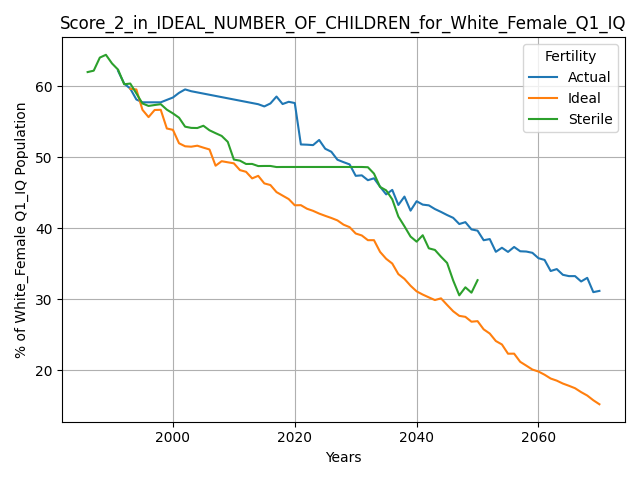 Score_2_in_IDEAL_NUMBER_OF_CHILDREN_for_White_Female_Q1_IQ
Fertility
Actual
Ideal
Sterile
% of White_Female Q1_IQ Population
60
50
40
30
20
2000
2020
2040
2060
Years